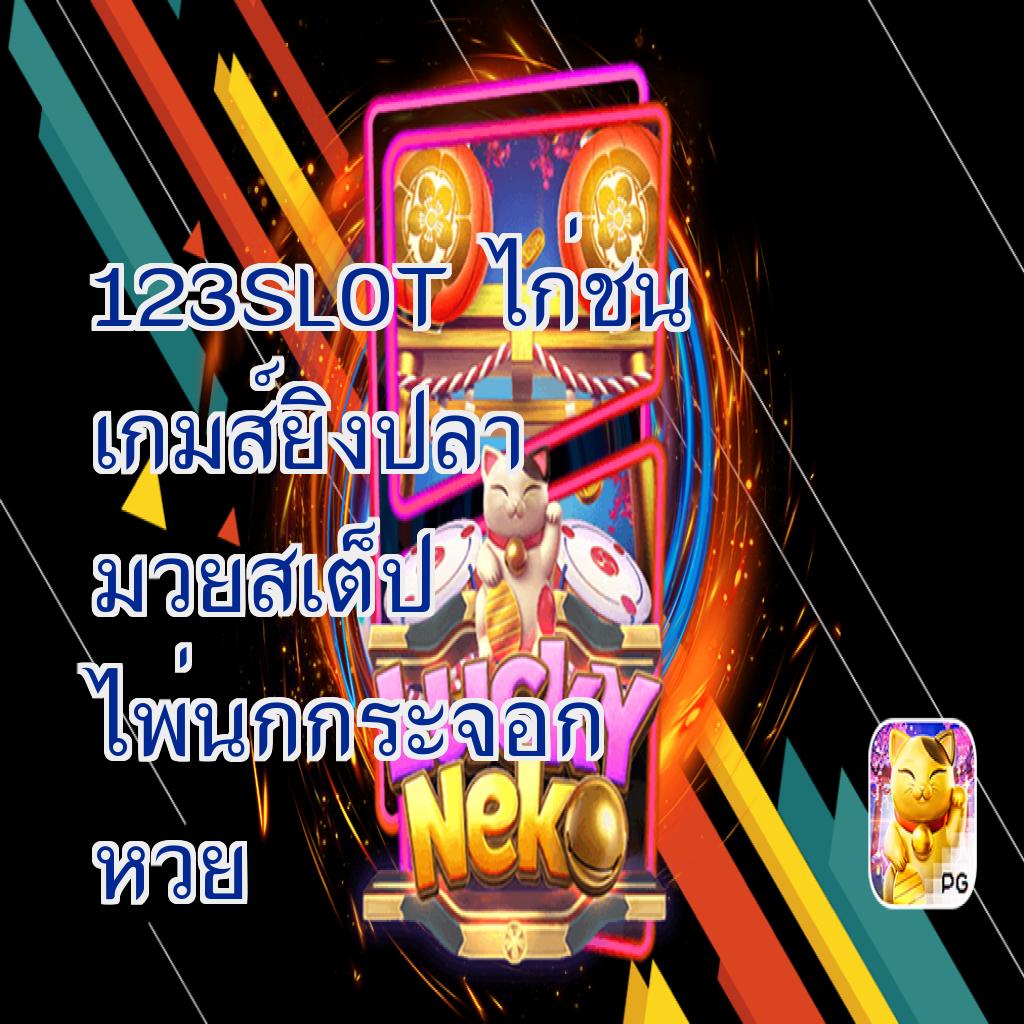 123SLOT ไก่ชน
เกมส์ยิงปลา
มวยสเต็ป
ไพ่นกกระจอก
หวย
LUCKY
NEKO
PG